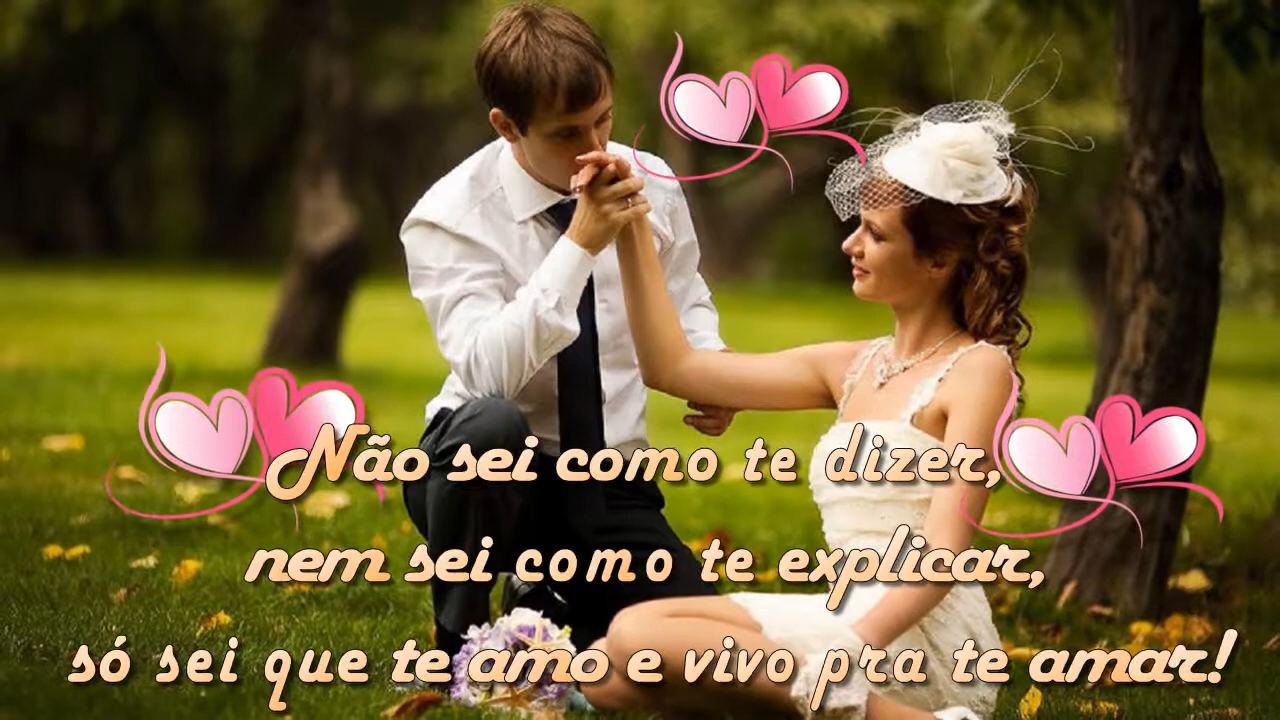 Não sei como te dizer,
nem sei como te explicar,
só sei que te amo e vivo pra te amar!